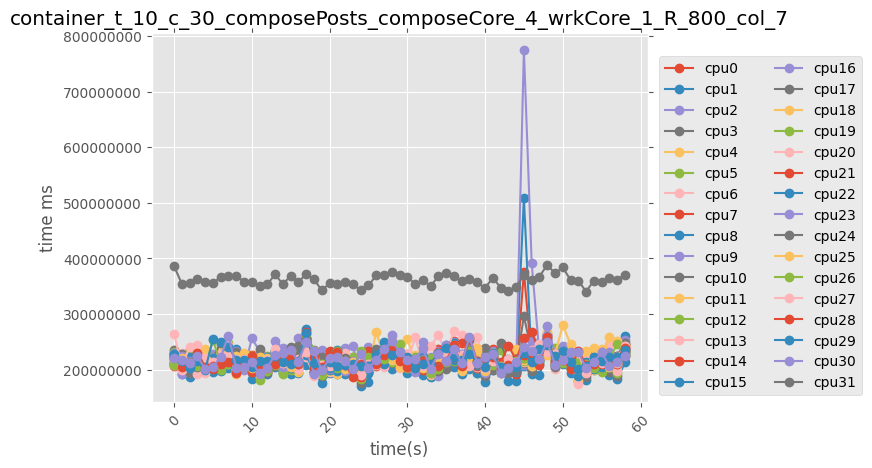 container_t_10_c_30_composePosts_composeCore_4_wrkCore_1_R_800_col_7
800000000
700000000
600000000
500000000
400000000
300000000
200000000
time ms
0
10
20
30
40
50
60
time(s)
cpu0
cpu1
cpu2
cpu3
cpu4
cpu5
cpu6
cpu7
cpu8
cpu9
cpu10
cpu11
cpu12
cpu13
cpu14
cpu15
cpu16
cpu17
cpu18
cpu19
cpu20
cpu21
cpu22
cpu23
cpu24
cpu25
cpu26
cpu27
cpu28
cpu29
cpu30
cpu31